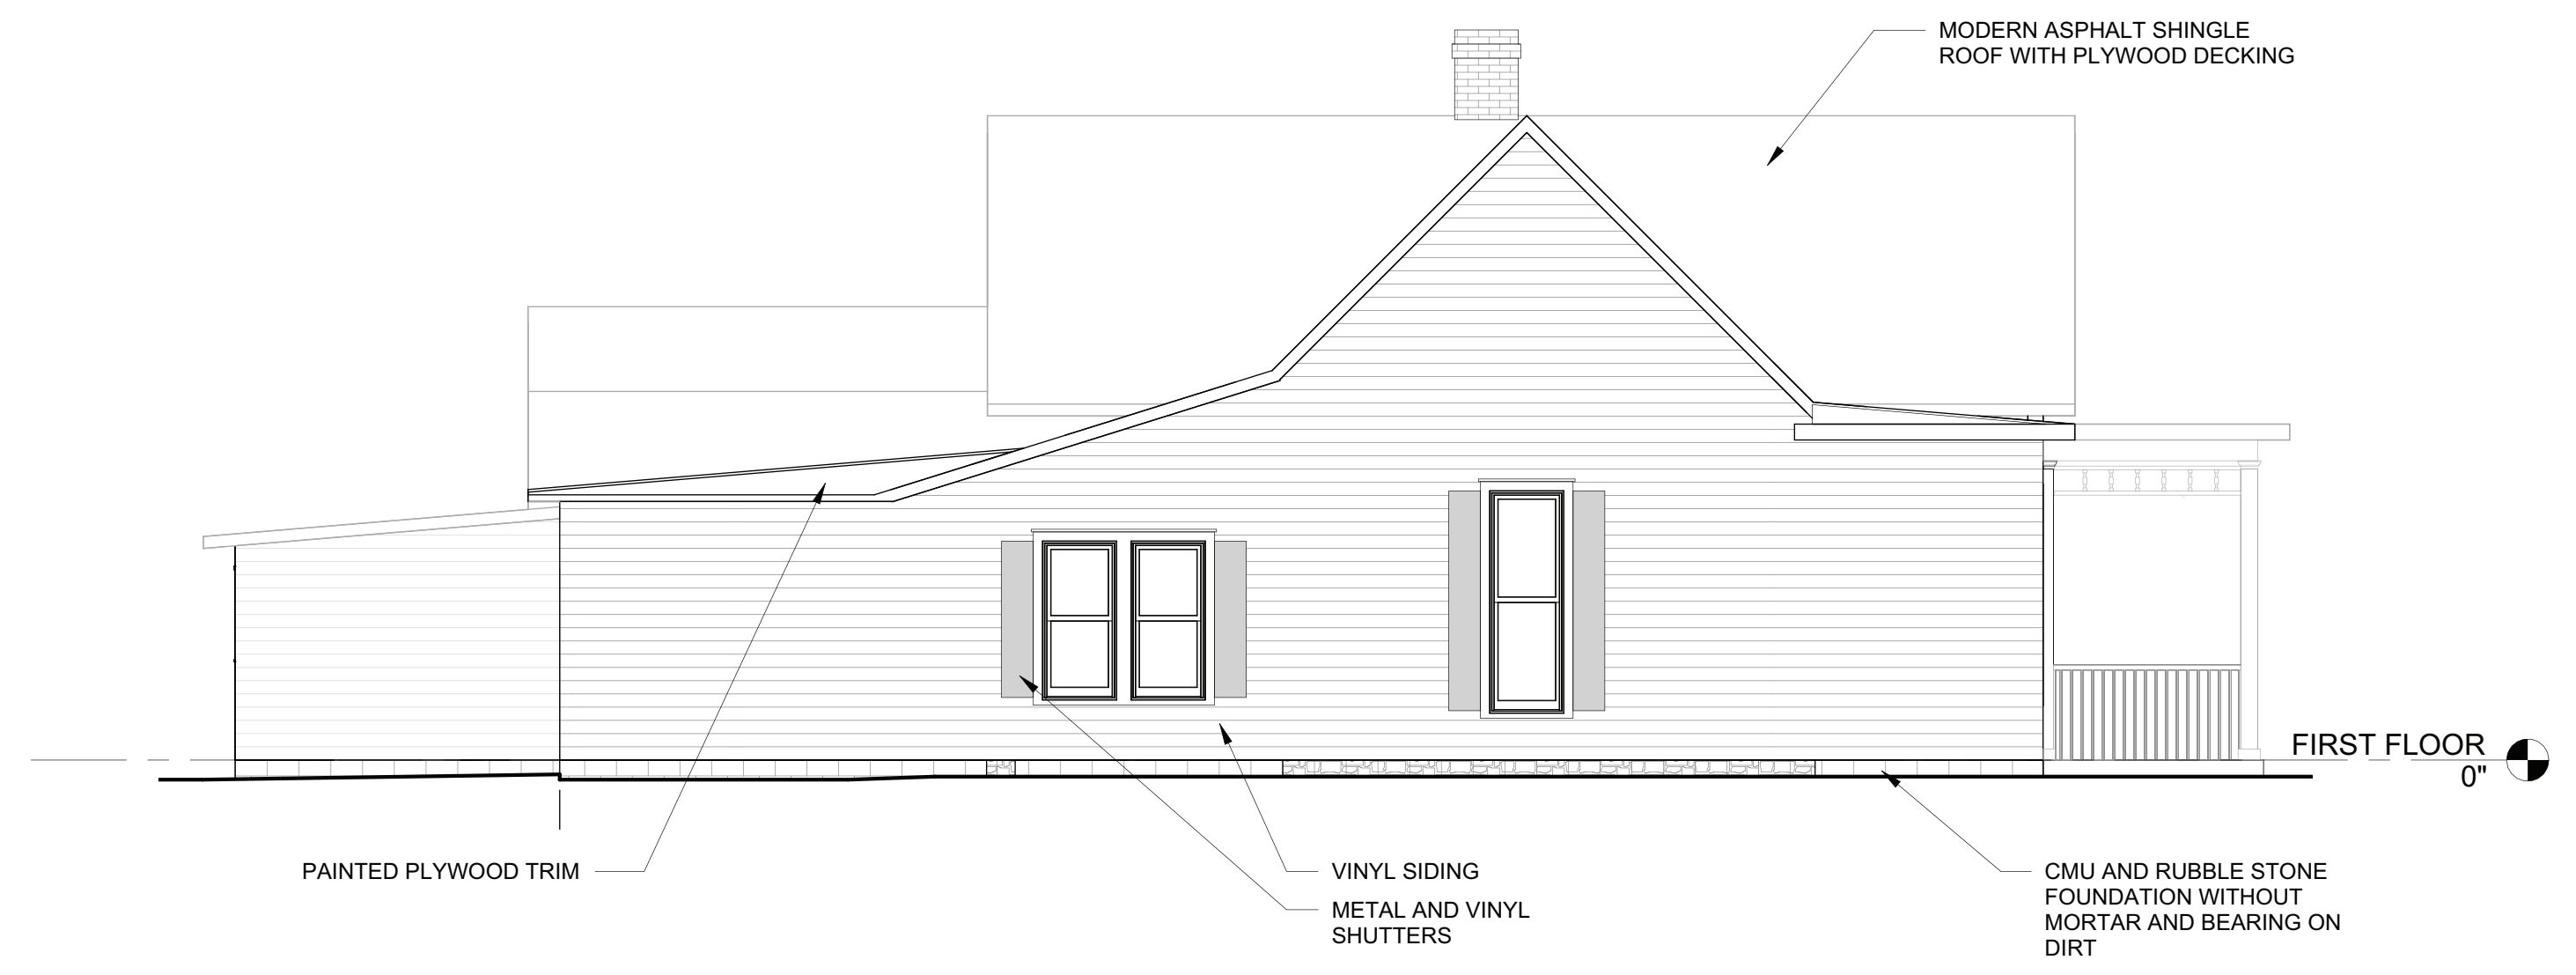 MODERN ASPHALT SHINGLE
ROOF WITH PLYWOOD DECKING
FIRST FLOOR
0"
PAINTED PLYWOOD TRIM
VINYL SIDING
METAL AND VINYL
SHUTTERS
CMU AND RUBBLE STONE
FOUNDATION WITHOUT
MORTAR AND BEARING ON
DIRT